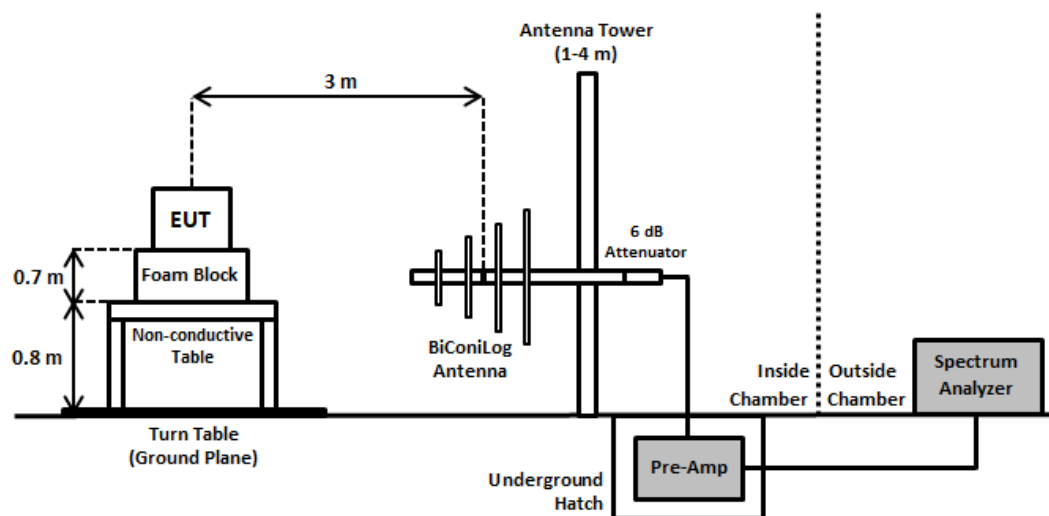 Antenna Tower
(1-4 m)
3 m
EUT
6 dB
Attenuator
0.7 m
Foam Block
Non-conductive
Table
0.8 m
BiConiLog
Antenna
Inside
Chamber
Outside
Chamber
Spectrum
Analyzer
Turn Table
(Ground Plane)
Pre-Amp
Underground
Hatch